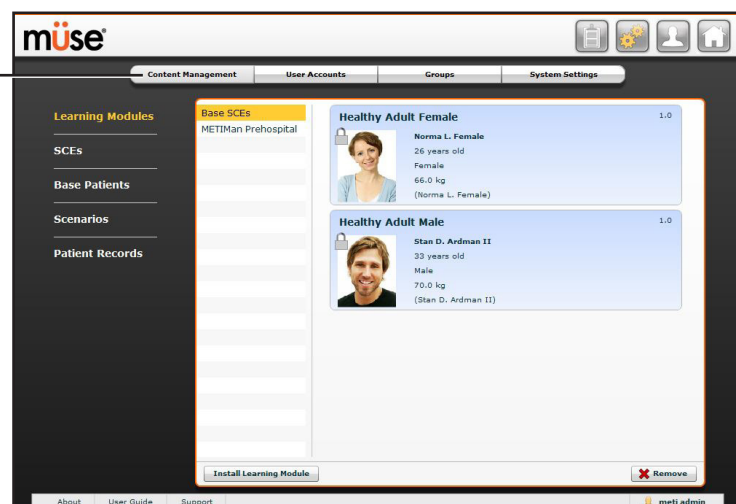 müse
Content Management User Accounts Groups System Settings
Learning Modules
SCEs
Base Patients
Scenarios
Patient Records
Base SCEs
METIMan Prehospital
Healthy Adult Female 1.0
Norma L. Female
26 years old
Female
66.0 kg
(Norma L. Female)
Healthy Adult Male 1.0
Stan D. Ardman II
33 years old
Male
70.0 kg
(Stan D. Ardman II)
Install Learning Module Remove
About User Guide Support meti admin